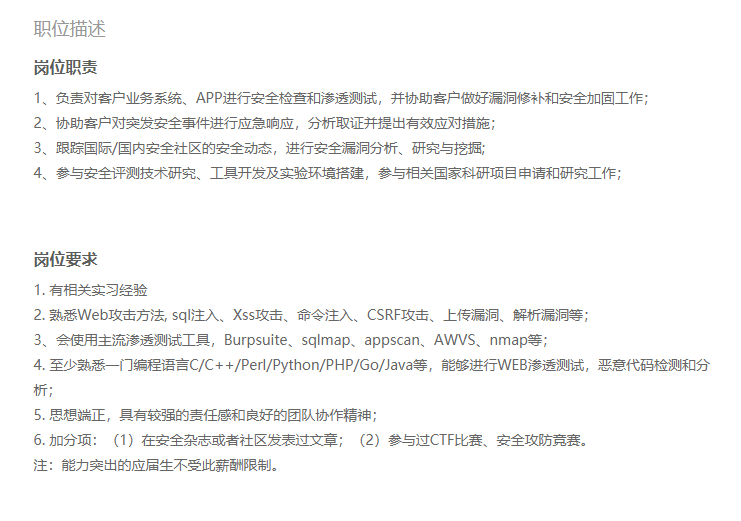 职位描述
岗位职责
1、负责对客户业务系统、APP进行安全检查和渗透测试，并协助客户做好漏洞修补和安全加固工作；
2、协助客户对突发安全事件进行应急响应，分析取证并提出有效应对措施；
3、跟踪国际/国内安全社区的安全动态，进行安全漏洞分析、研究与挖掘;
4、参与安全评测技术研究、工具开发及实验环境搭建，参与相关国家科研项目申请和研究工作；
岗位要求
1. 有相关实习经验
2. 熟悉Web攻击方法, sql注入、Xss攻击、命令注入、CSRF攻击、上传漏洞、解析漏洞等；
3、会使用主流渗透测试工具，Burpsuite、sqlmap、appscan、AWVS、nmap等；
4. 至少熟悉一门编程语言C/C++/Perl/Python/PHP/Go/Java等，能够进行WEB渗透测试，恶意代码检测和分
析；
5. 思想端正，具有较强的责任感和良好的团队协作精神；
6. 加分项：（1）在安全杂志或者社区发表过文章；（2）参与过CTF比赛、安全攻防竞赛。
注：能力突出的应届生不受此薪酬限制。